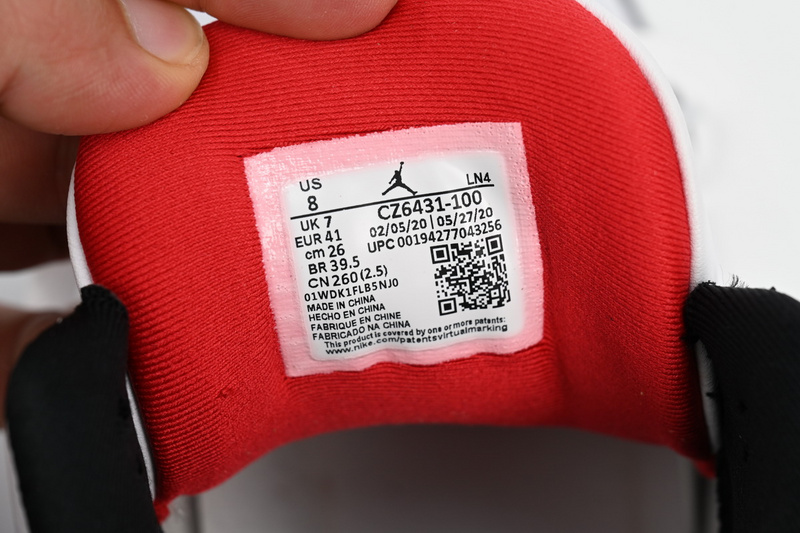 US
8
LN4
CZ6431-100
UK 7
02/05/20 | 05/27/20
EUR 41
UPC 00194277043256
cm 26
BR 39.5
CN 260 (2.5)
01WDK1FLB5NJ0
MADE IN CHINA
HECHO EN CHINA
FABRIQUE EN CHINE
FABRICADO NA CHINA
This product is covered by one or more patents:
www.nike.com/patentsvirtualmarking